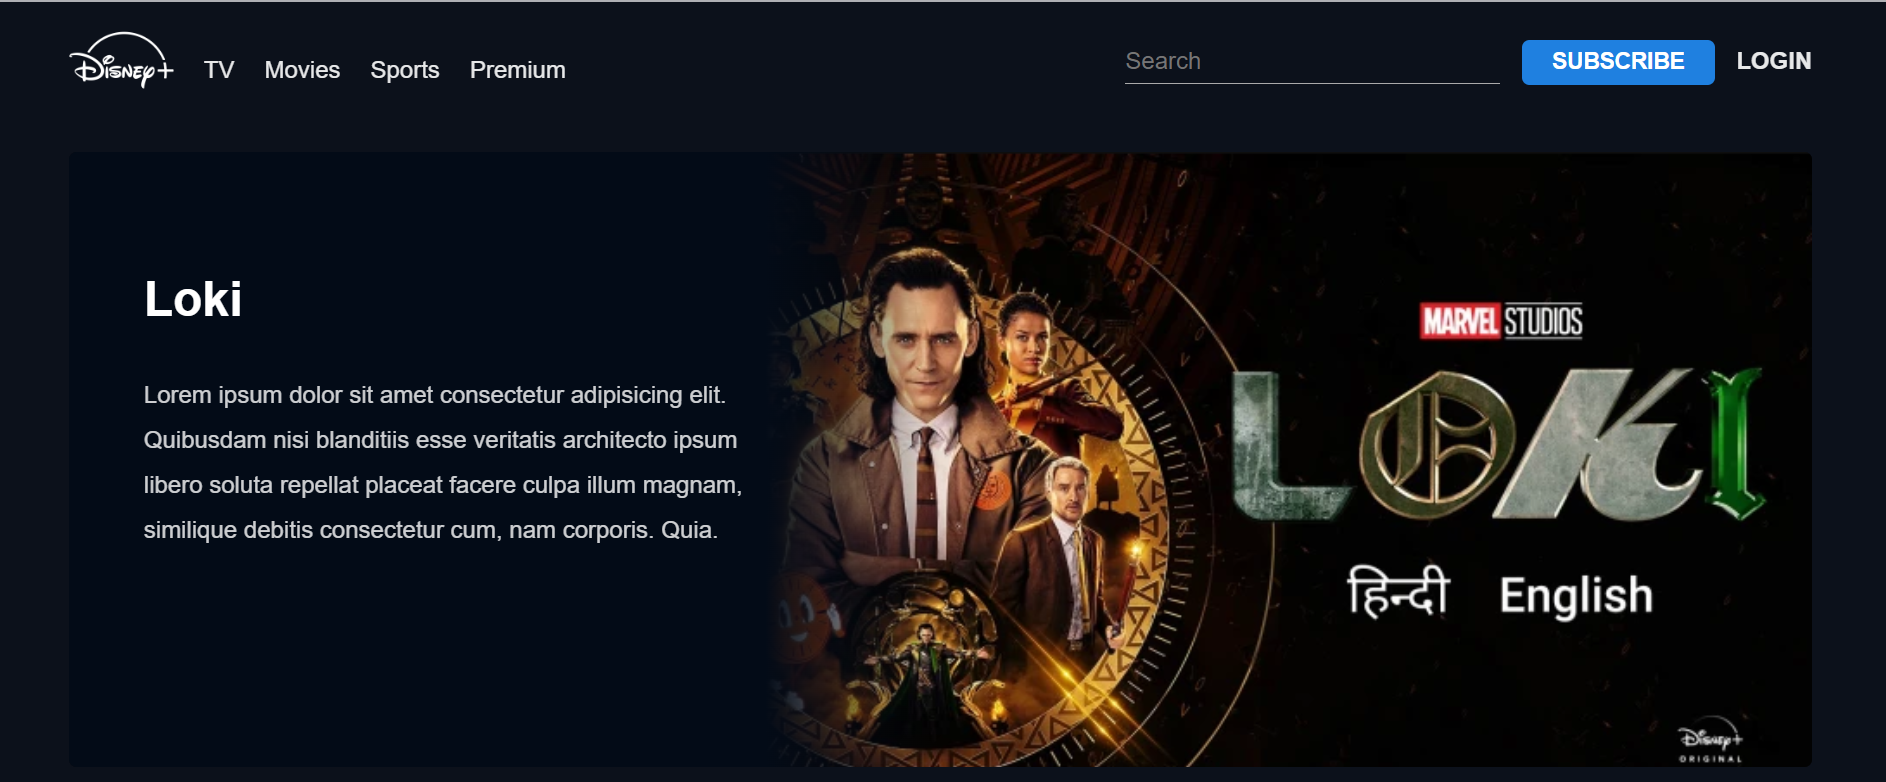 Disney+
TV Movies Sports Premium
Search
SUBSCRIBE
LOGIN
Loki
Lorem ipsum dolor sit amet consectetur adipisicing elit.
Quibusdam nisi blanditiis esse veritatis architecto ipsum
libero soluta repellat placeat facere culpa illum magnam,
similique debitis consectetur cum, nam corporis. Quia.
MARVEL STUDIOS
LOKI
हिन्दी English
Disney+
ORIGINAL